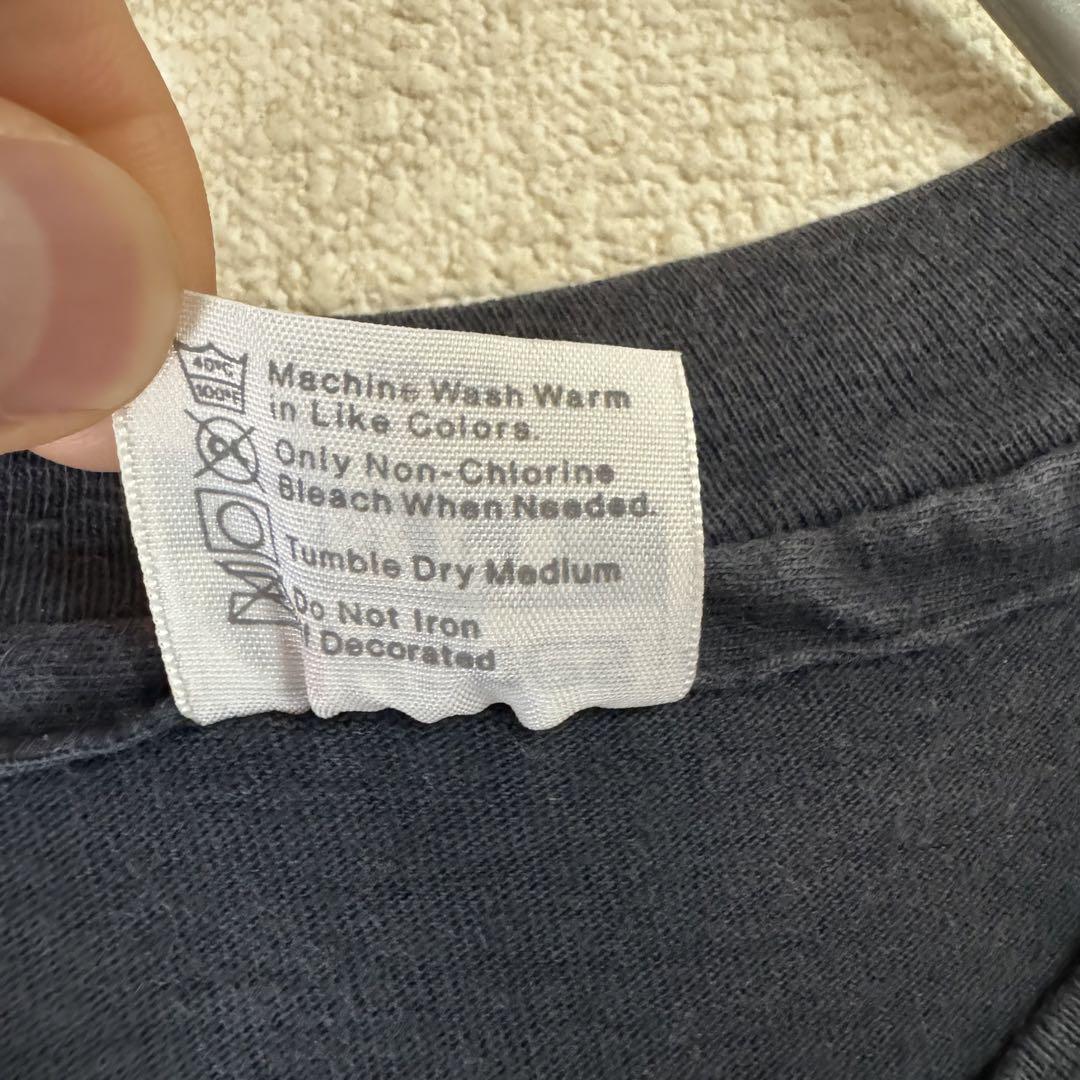 40°C
100°F
Machine Wash Warm
in Like Colors.
Only Non-Chlorine
Bleach When Needed.
Tumble Dry Medium
Do Not Iron
Decorated